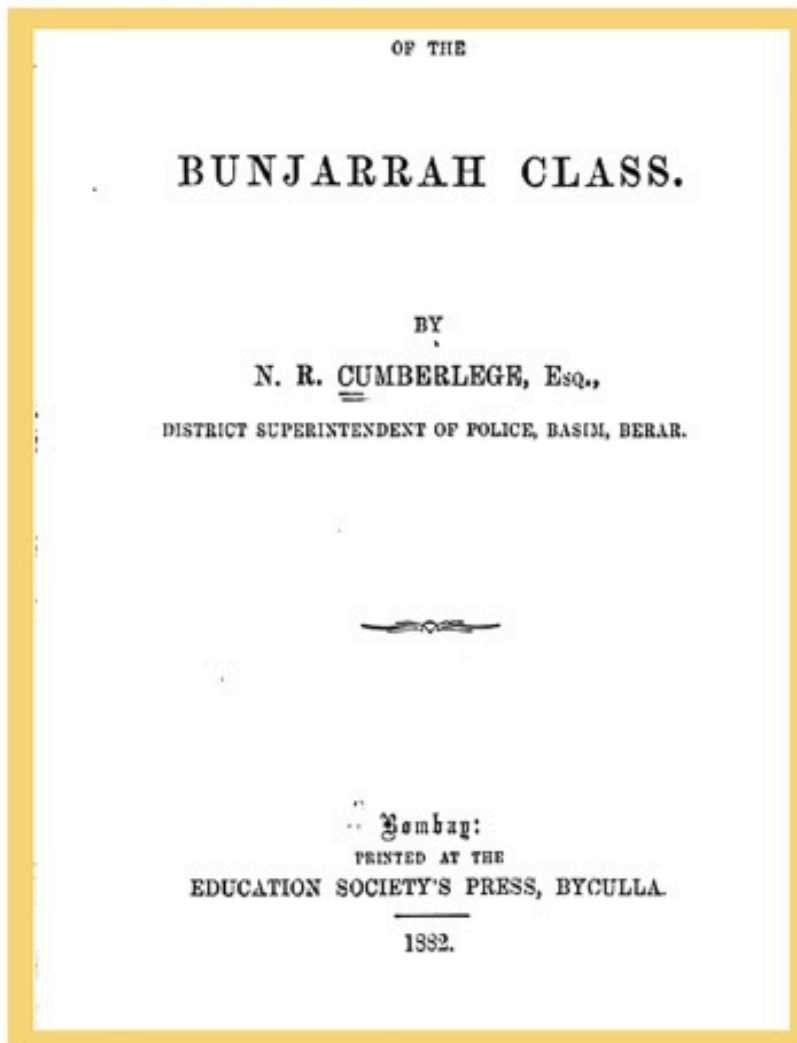 OF THE
BUNJARRAH CLASS.
BY
N. R. CUMBERLEGE, ESQ.,
DISTRICT SUPERINTENDENT OF POLICE, BASIM, BERAR.
Bombay:
PRINTED AT THE
EDUCATION SOCIETY'S PRESS, BYCULLA.
1882.